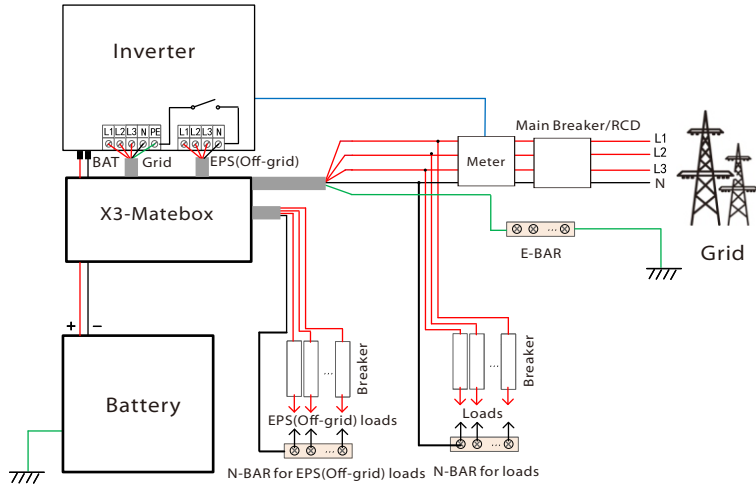 Inverter
L1 L2 L3 N PE
L1 L2 L3 N
BAT
Grid
EPS(Off-grid)
Main Breaker/RCD
Meter
L1
L2
L3
N
X3-Matebox
E-BAR
Grid
+ −
Battery
...
Breaker
...
Breaker
EPS(Off-grid) loads
Loads
...
...
...
N-BAR for EPS(Off-grid) loads
N-BAR for loads